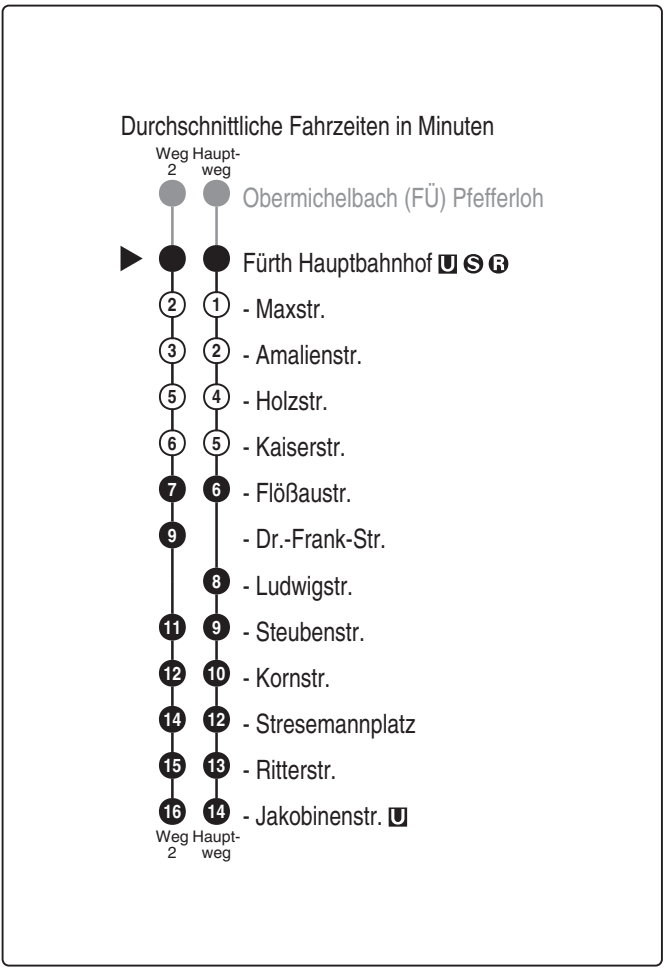 Durchschnittliche Fahrzeiten in Minuten
Weg Haupt-
2 weg
Obermichelbach (FÜ) Pfefferloh
Fürth Hauptbahnhof U S R
2 1 - Maxstr.
3 2 - Amalienstr.
5 4 - Holzstr.
6 5 - Kaiserstr.
7 6 - Flößaustr.
9 - Dr.-Frank-Str.
8 - Ludwigstr.
11 9 - Steubenstr.
12 10 - Kornstr.
14 12 - Stresemannplatz
15 13 - Ritterstr.
16 14 - Jakobinenstr. U
Weg Haupt-
2 weg